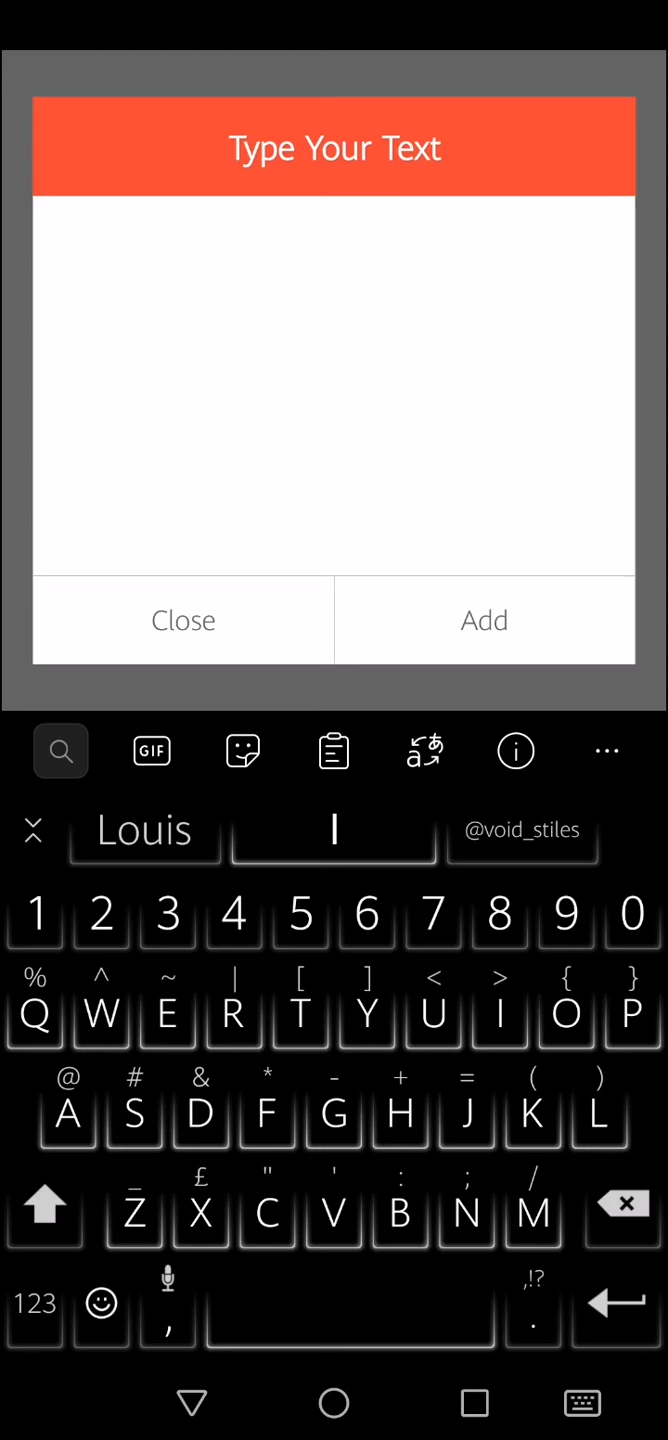 Type Your Text
Close Add
GIF
Louis I @void_stiles
1 2 3 4 5 6 7 8 9 0
% ^ ~ | [ ] < > { }
Q W E R T Y U I O P
@ # & * - + = ( )
A S D F G H J K L
_ £ " ' : ; /
Z X C V B N M
,!?
123 , .